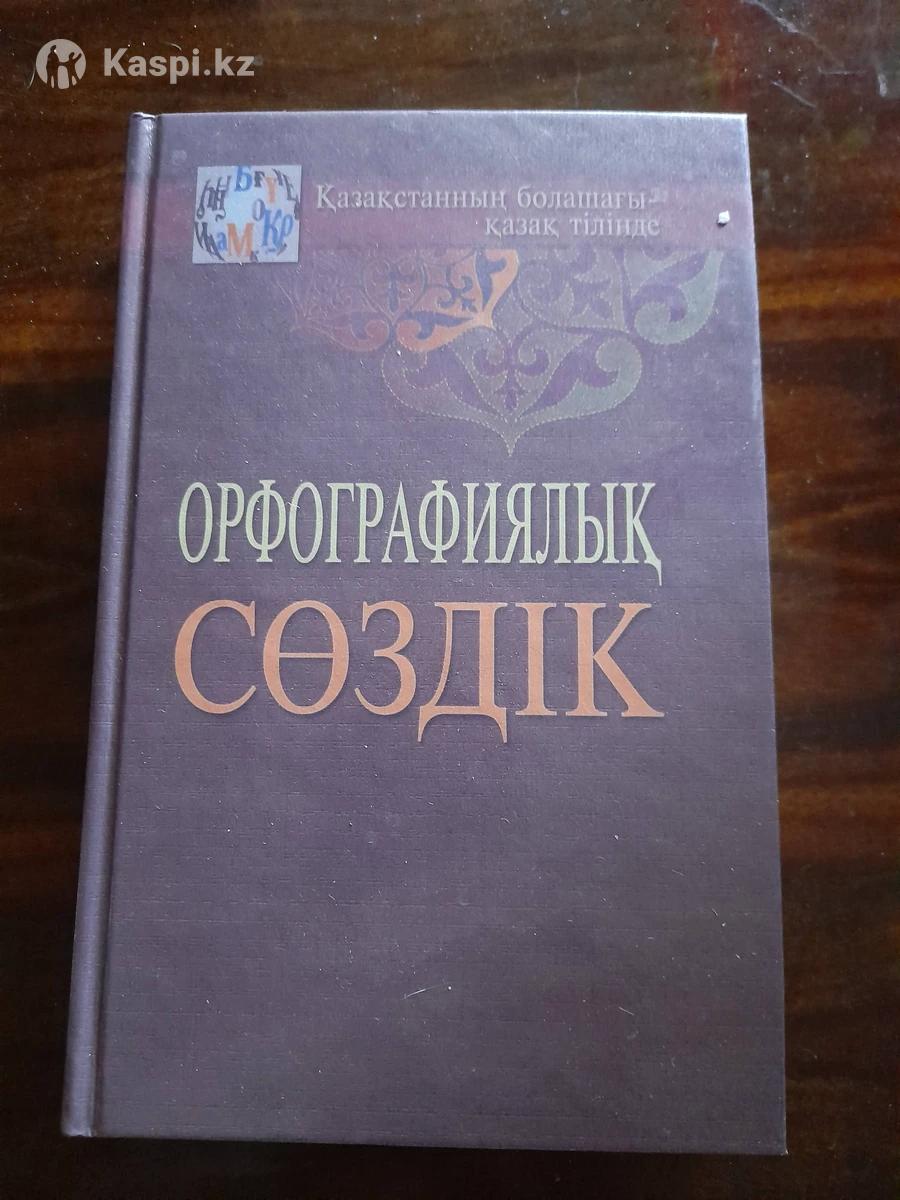 Kaspi.kz
Қазақстанның болашағы-
қазақ тілінде
ОРФОГРАФИЯЛЫҚ
СӨЗДІК